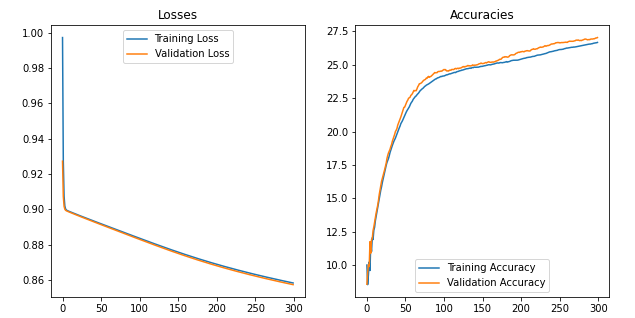 Losses
Training Loss
Validation Loss
1.00
0.98
0.96
0.94
0.92
0.90
0.88
0.86
0 50 100 150 200 250 300
Accuracies
27.5
25.0
22.5
20.0
17.5
15.0
12.5
10.0
Training Accuracy
Validation Accuracy
0 50 100 150 200 250 300